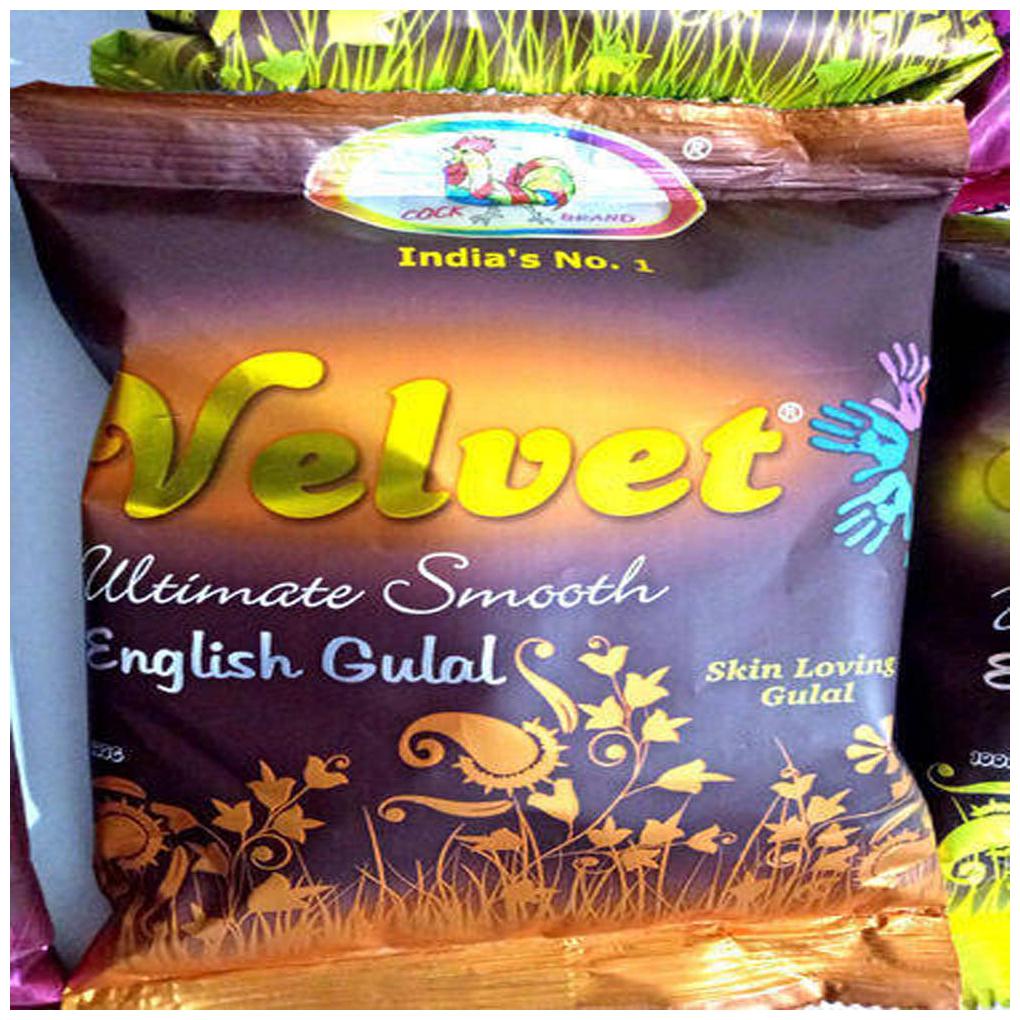 COCK BRAND
®
India's No. 1
Velvet®
Ultimate Smooth
English Gulal
Skin Loving
Gulal